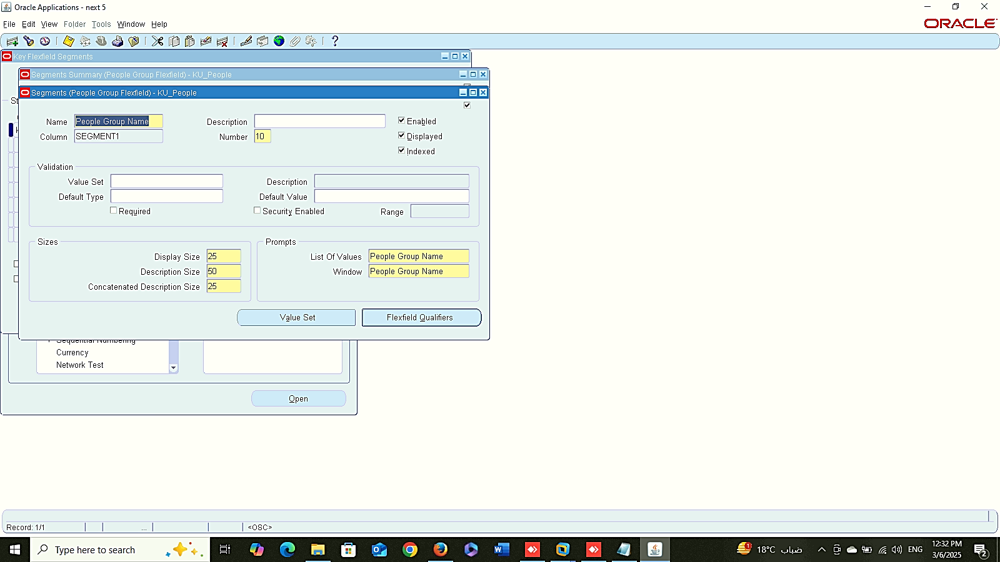 Oracle Applications - next 5
File Edit View Folder Tools Window Help
ORACLE
Key Flexfield Segments
Segments Summary (People Group Flexfield) - KU_People
Segments (People Group Flexfield) - KU_People
St
Name People Group Name Description Enabled
Column SEGMENT1 Number 10 Displayed
Indexed
Validation
Value Set Description
Default Type Default Value
Required Security Enabled Range
Sizes Prompts
Display Size 25 List Of Values People Group Name
Description Size 50 Window People Group Name
Concatenated Description Size 25
Value Set Flexfield Qualifiers
Sequential Numbering
Currency
Network Test
Open
Record: 1/1 ... <OSC>
Type here to search 1 18°C ضباب ENG 12:32 PM
3/6/2025 2